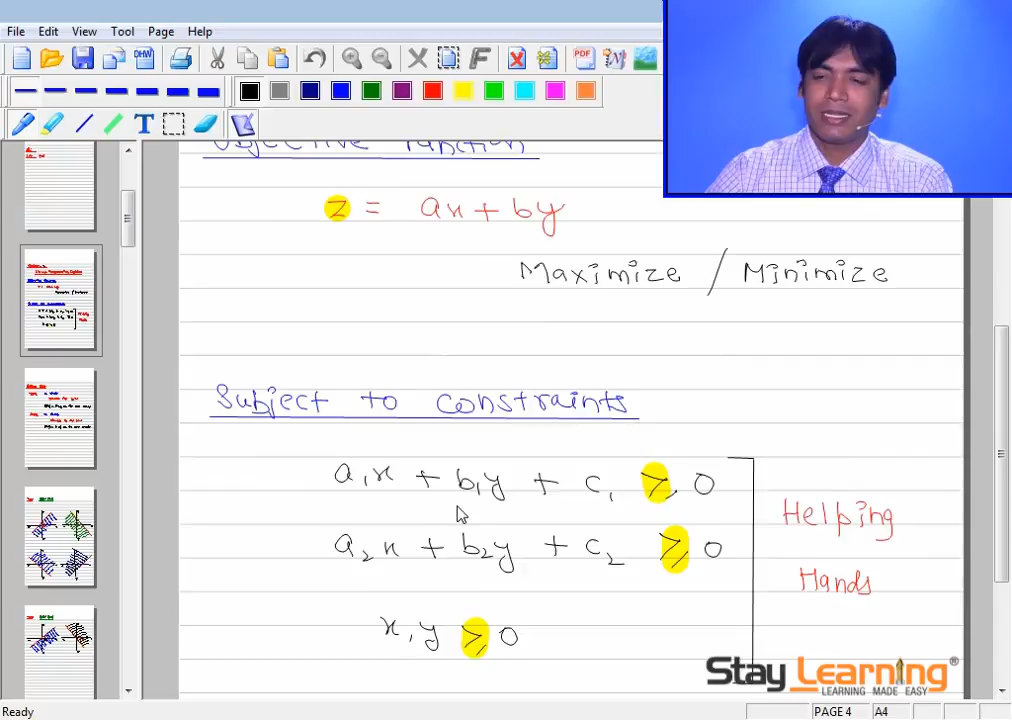 File Edit View Tool Page Help
Objective Function
z = ax + by
Maximize / Minimize
Subject to constraints
a₁x + b₁y + c₁ ≥ 0
a₂x + b₂y + c₂ ≥ 0
x, y ≥ 0
Helping
Hands
Stay Learning®
LEARNING MADE EASY
Ready PAGE 4 A4